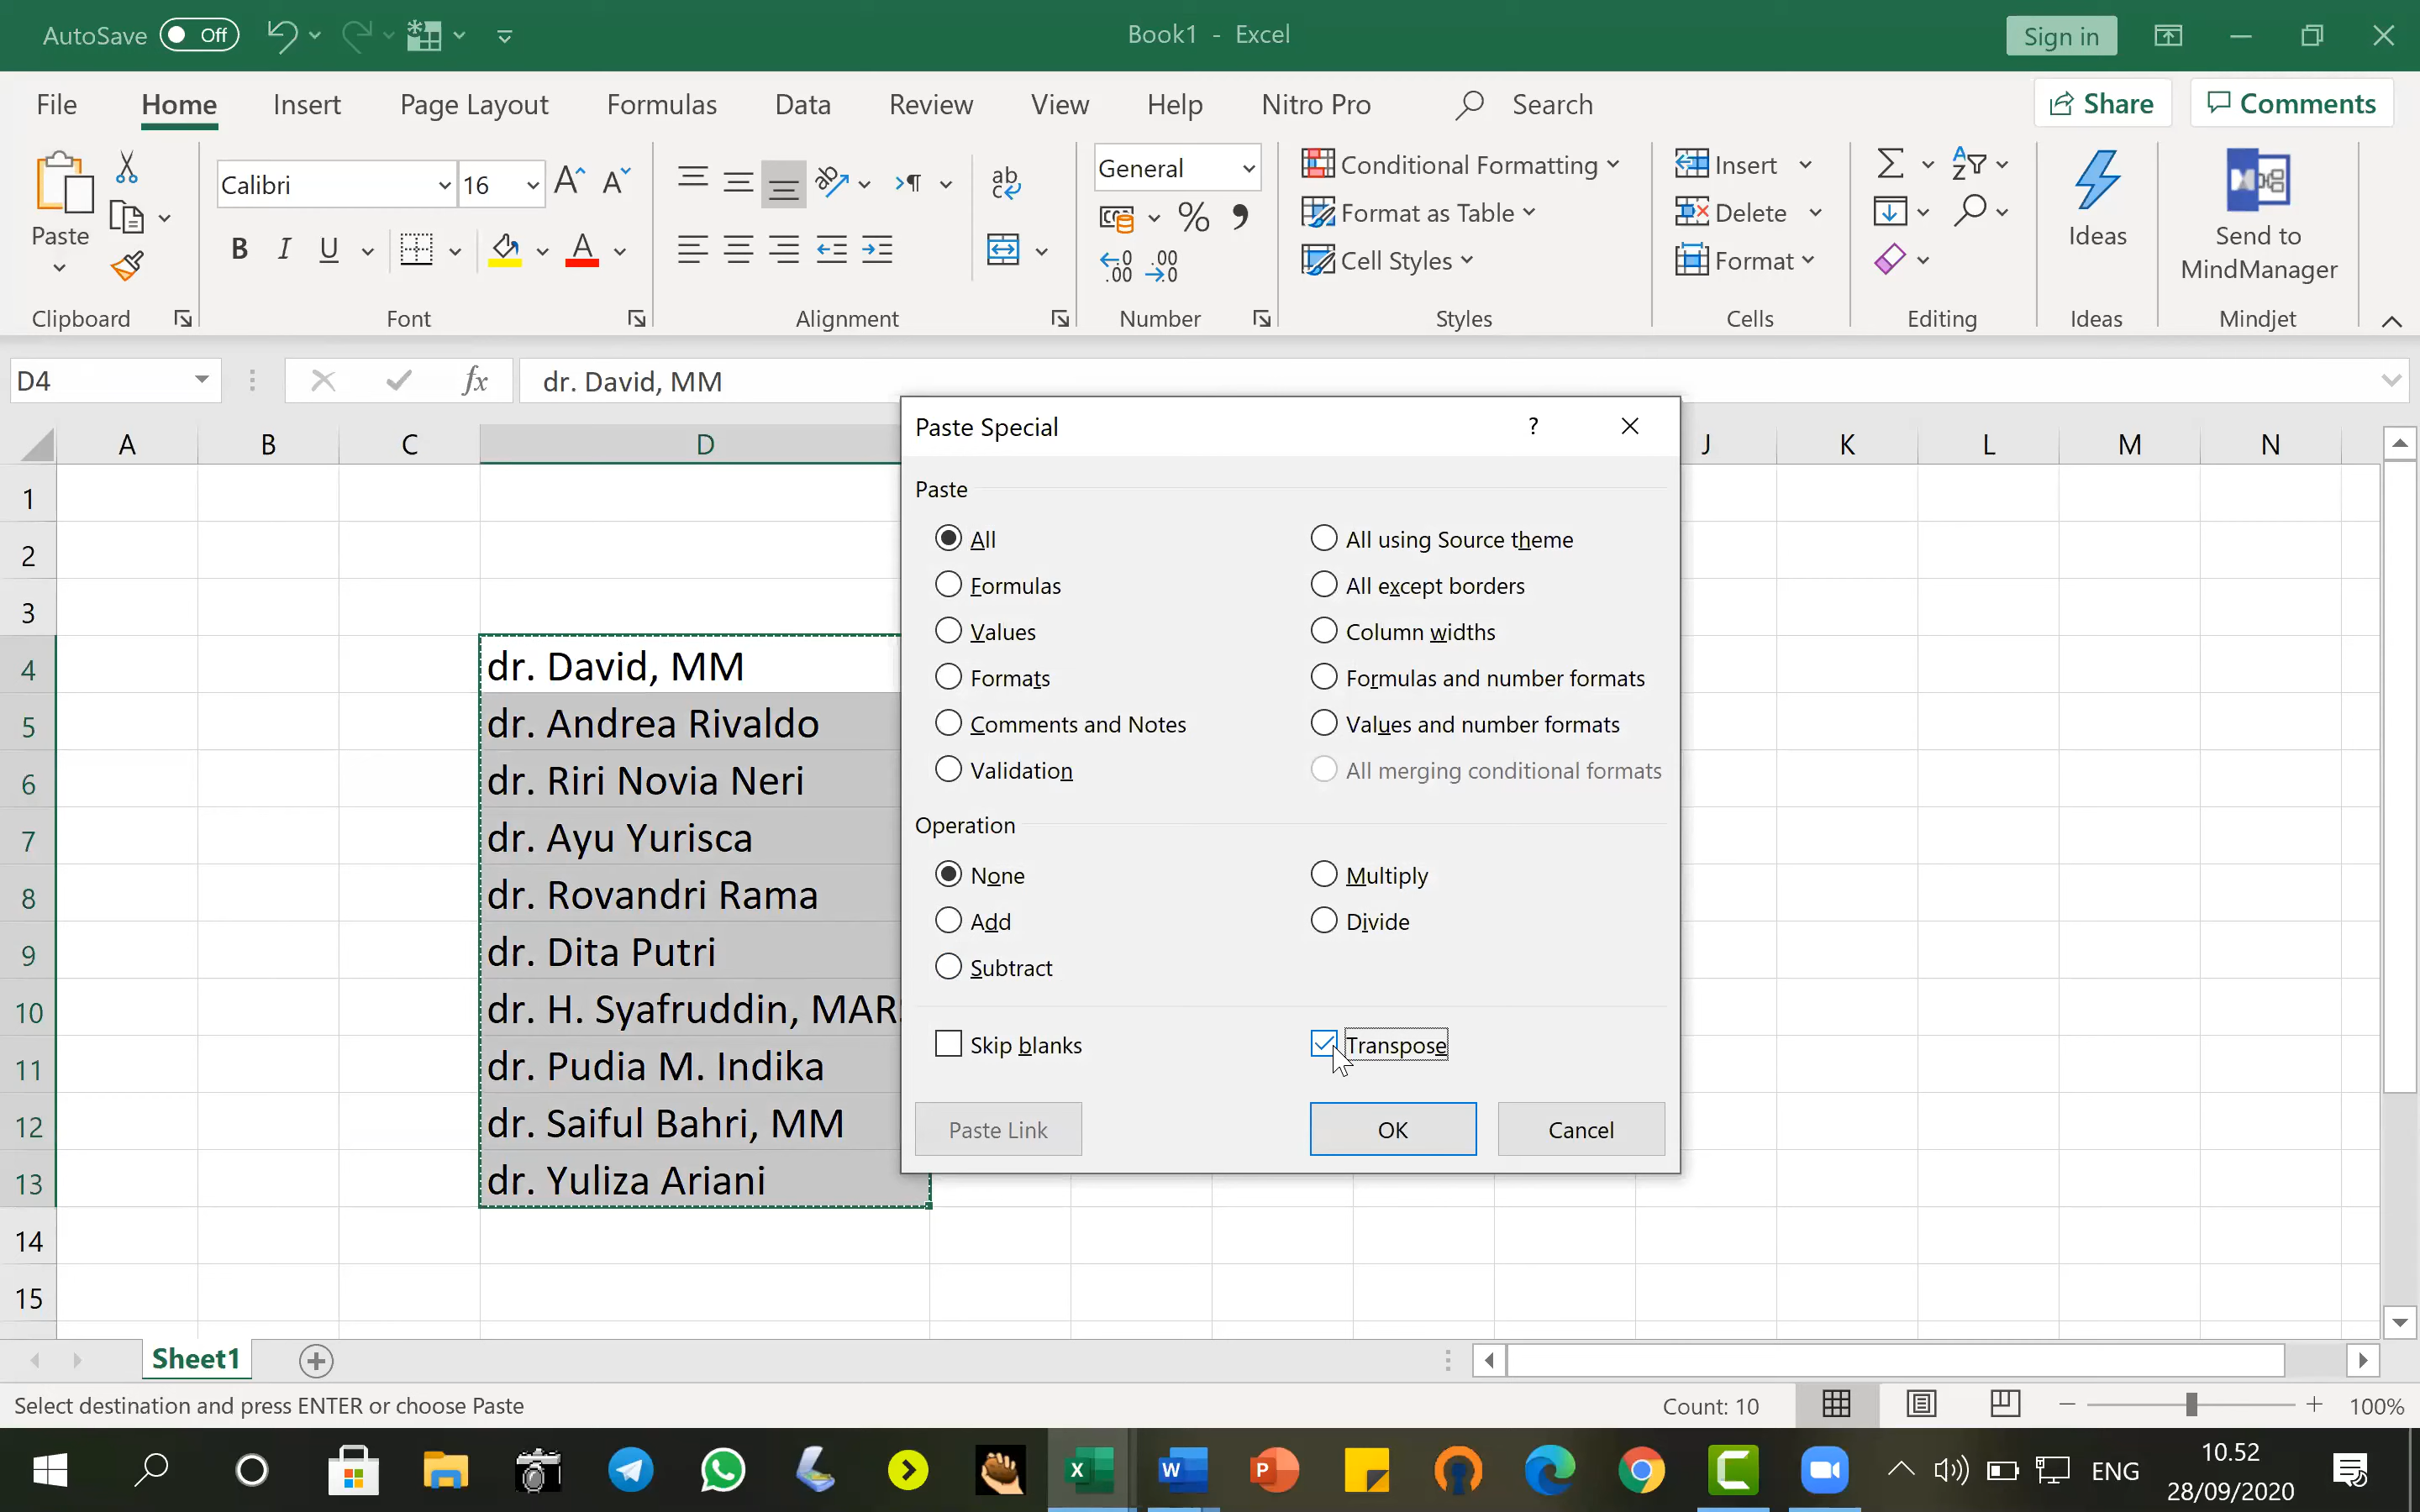 AutoSave Off Book1 - Excel Sign in
File Home Insert Page Layout Formulas Data Review View Help Nitro Pro Search Share Comments
Paste
Calibri 16
General
B I U
Conditional Formatting
Format as Table
Cell Styles
Insert
Delete
Format
Ideas
Send to
MindManager
Clipboard Font Alignment Number Styles Cells Editing Ideas Mindjet
D4 fx dr. David, MM
A B C D J K L M N
1
2
3
4 dr. David, MM
5 dr. Andrea Rivaldo
6 dr. Riri Novia Neri
7 dr. Ayu Yurisca
8 dr. Rovandri Rama
9 dr. Dita Putri
10 dr. H. Syafruddin, MAR
11 dr. Pudia M. Indika
12 dr. Saiful Bahri, MM
13 dr. Yuliza Ariani
14
15
Paste Special ?
Paste
All All using Source theme
Formulas All except borders
Values Column widths
Formats Formulas and number formats
Comments and Notes Values and number formats
Validation All merging conditional formats
Operation
None Multiply
Add Divide
Subtract
Skip blanks Transpose
Paste Link OK Cancel
Sheet1
Select destination and press ENTER or choose Paste Count: 10 100%
ENG 10.52
28/09/2020